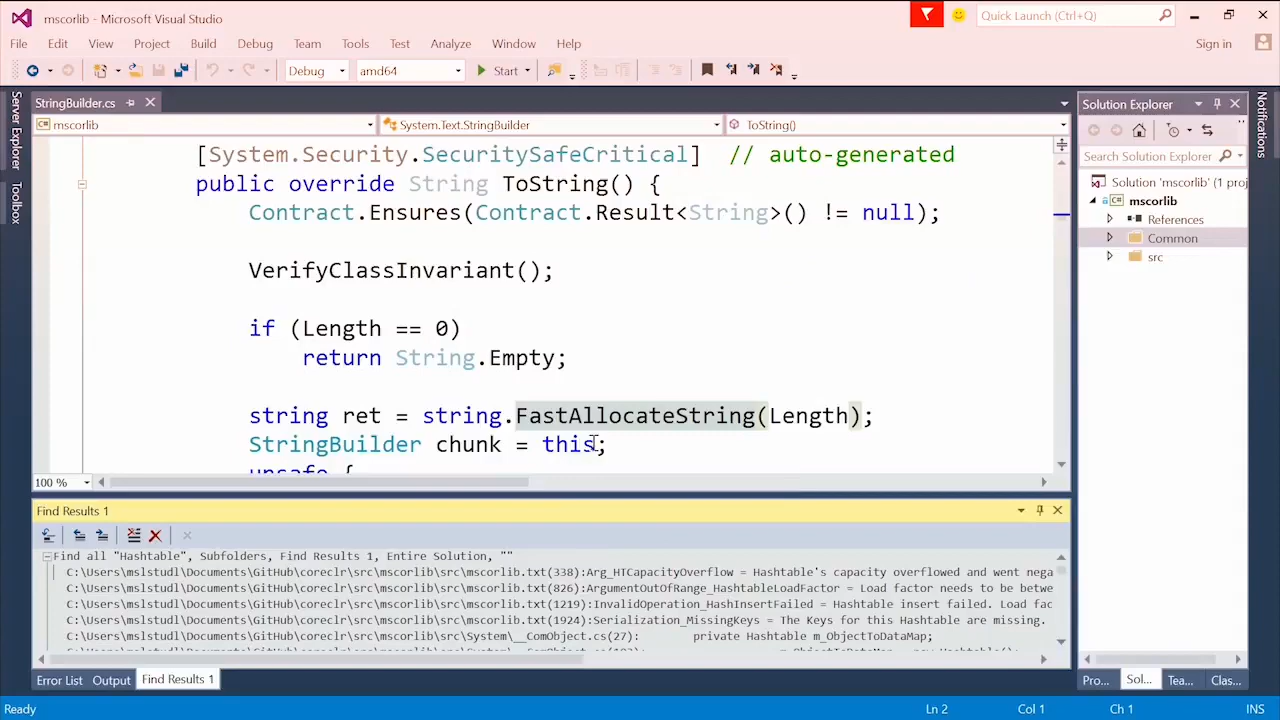 mscorlib - Microsoft Visual Studio
Quick Launch (Ctrl+Q)
File Edit View Project Build Debug Team Tools Test Analyze Window Help
Sign in
Debug amd64 Start
Server Explorer
Toolbox
StringBuilder.cs
mscorlib System.Text.StringBuilder ToString()
[System.Security.SecuritySafeCritical]  // auto-generated
public override String ToString() {
Contract.Ensures(Contract.Result<String>() != null);
VerifyClassInvariant();
if (Length == 0)
return String.Empty;
string ret = string.FastAllocateString(Length);
StringBuilder chunk = this;
unsafe {
100 %
Solution Explorer
Search Solution Explorer
Solution 'mscorlib' (1 proj
mscorlib
References
Common
src
Notifications
Find Results 1
Find all "Hashtable", Subfolders, Find Results 1, Entire Solution, ""
C:\Users\mslstudl\Documents\GitHub\coreclr\src\mscorlib\src\mscorlib.txt(338):Arg_HTCapacityOverflow = Hashtable's capacity overflowed and went nega
C:\Users\mslstudl\Documents\GitHub\coreclr\src\mscorlib\src\mscorlib.txt(826):ArgumentOutOfRange_HashtableLoadFactor = Load factor needs to be betwe
C:\Users\mslstudl\Documents\GitHub\coreclr\src\mscorlib\src\mscorlib.txt(1219):InvalidOperation_HashInsertFailed = Hashtable insert failed. Load fac
C:\Users\mslstudl\Documents\GitHub\coreclr\src\mscorlib\src\mscorlib.txt(1924):Serialization_MissingKeys = The Keys for this Hashtable are missing.
C:\Users\mslstudl\Documents\GitHub\coreclr\src\mscorlib\src\System\__ComObject.cs(27): private Hashtable m_ObjectToDataMap;
Error List Output Find Results 1
Pro... Sol... Tea... Clas...
Ready Ln 2 Col 1 Ch 1 INS